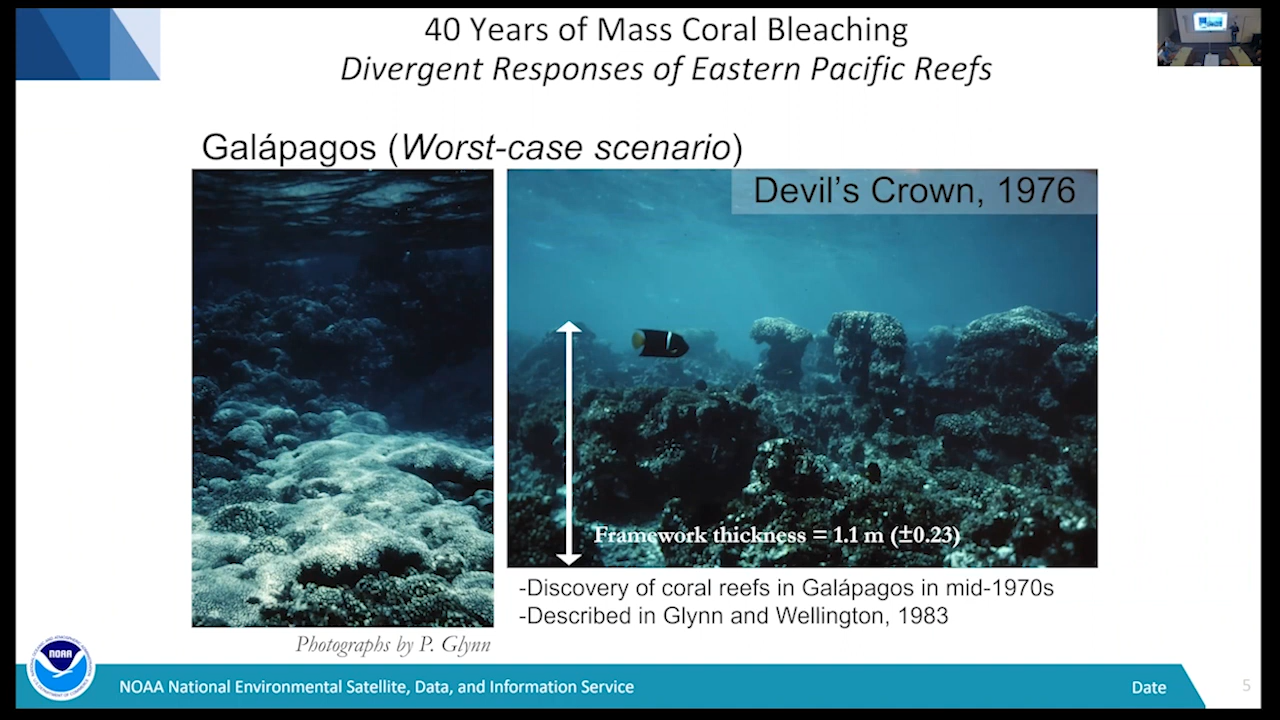 40 Years of Mass Coral Bleaching
Divergent Responses of Eastern Pacific Reefs
Galápagos (Worst-case scenario)
Devil's Crown, 1976
Framework thickness = 1.1 m (±0.23)
-Discovery of coral reefs in Galápagos in mid-1970s
-Described in Glynn and Wellington, 1983
Photographs by P. Glynn
NOAA
NOAA National Environmental Satellite, Data, and Information Service
Date
5